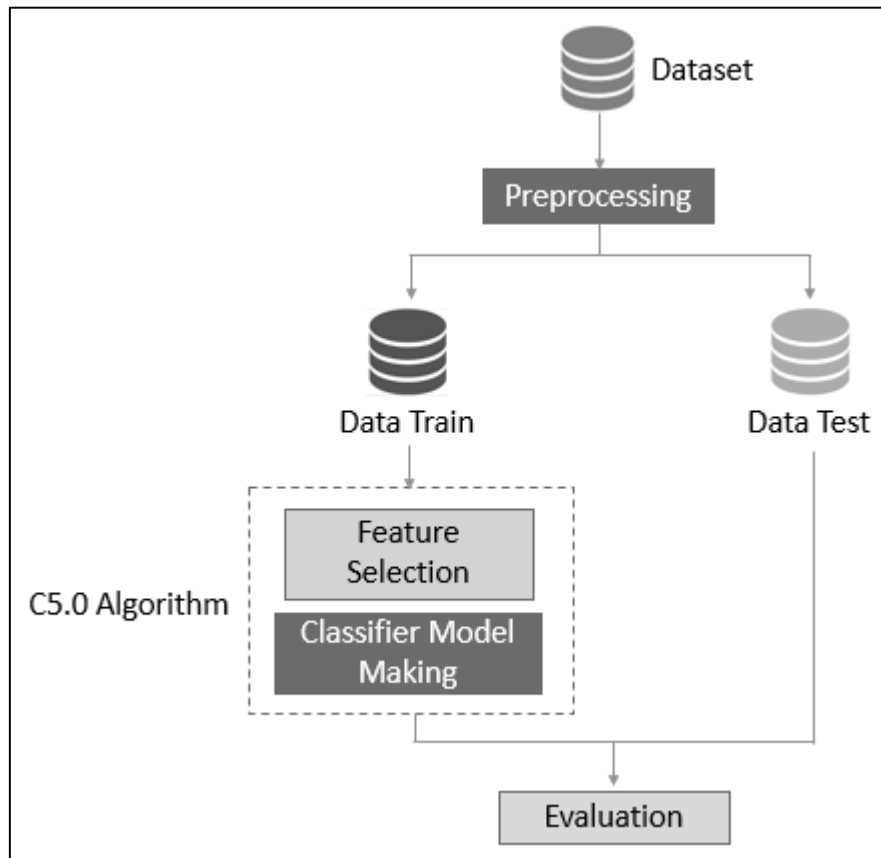 Dataset
Preprocessing
Data Train
Data Test
C5.0 Algorithm
Feature
Selection
Classifier Model
Making
Evaluation